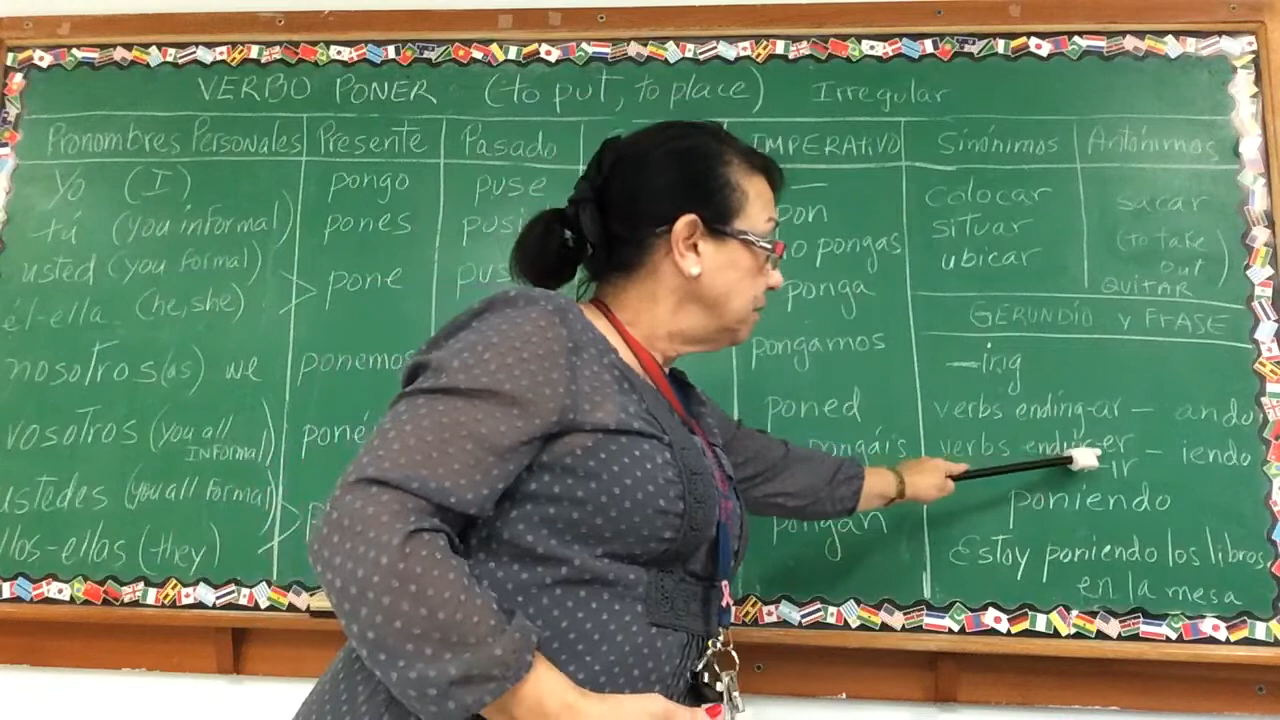 VERBO PONER (to put, to place) Irregular
Pronombres Personales Presente Pasado IMPERATIVO Sinónimos Antónimos
yo (I) pongo puse —
tú (you informal) pones pon
no pongas
usted (you formal)
él-ella (he, she) pone ponga
nosotros(as) we ponemos pongamos
vosotros (you all INFORMAL) poned
pongáis
ustedes (you all formal)
ellos-ellas (they) pongan
colocar
situar
ubicar
sacar
(to take out)
QUITAR
GERUNDIO Y FRASE
—ing
verbs ending-ar — ando
verbs ending-er
-ir — iendo
poniendo
Estoy poniendo los libros
en la mesa